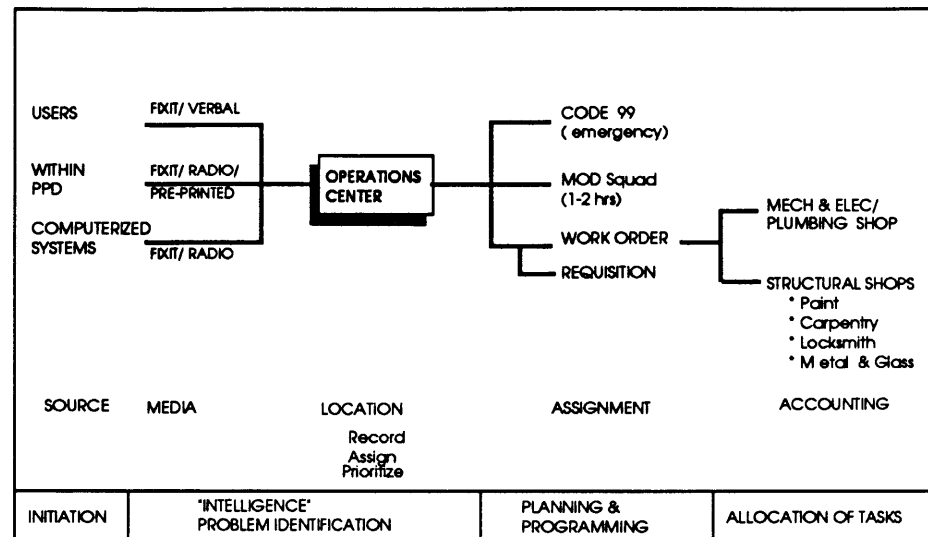 USERS
FIXIT/ VERBAL
WITHIN
PPD
FIXIT/ RADIO/
PRE-PRINTED
COMPUTERIZED
SYSTEMS
FIXIT/ RADIO
OPERATIONS
CENTER
CODE 99
( emergency)
MOD Squad
(1-2 hrs)
WORK ORDER
REQUISITION
MECH & ELEC/
PLUMBING SHOP
STRUCTURAL SHOPS
* Paint
* Carpentry
* Locksmith
* Metal & Glass
SOURCE
MEDIA
LOCATION
Record
Assign
Prioritize
ASSIGNMENT
ACCOUNTING
INITIATION
"INTELLIGENCE"
PROBLEM IDENTIFICATION
PLANNING &
PROGRAMMING
ALLOCATION OF TASKS